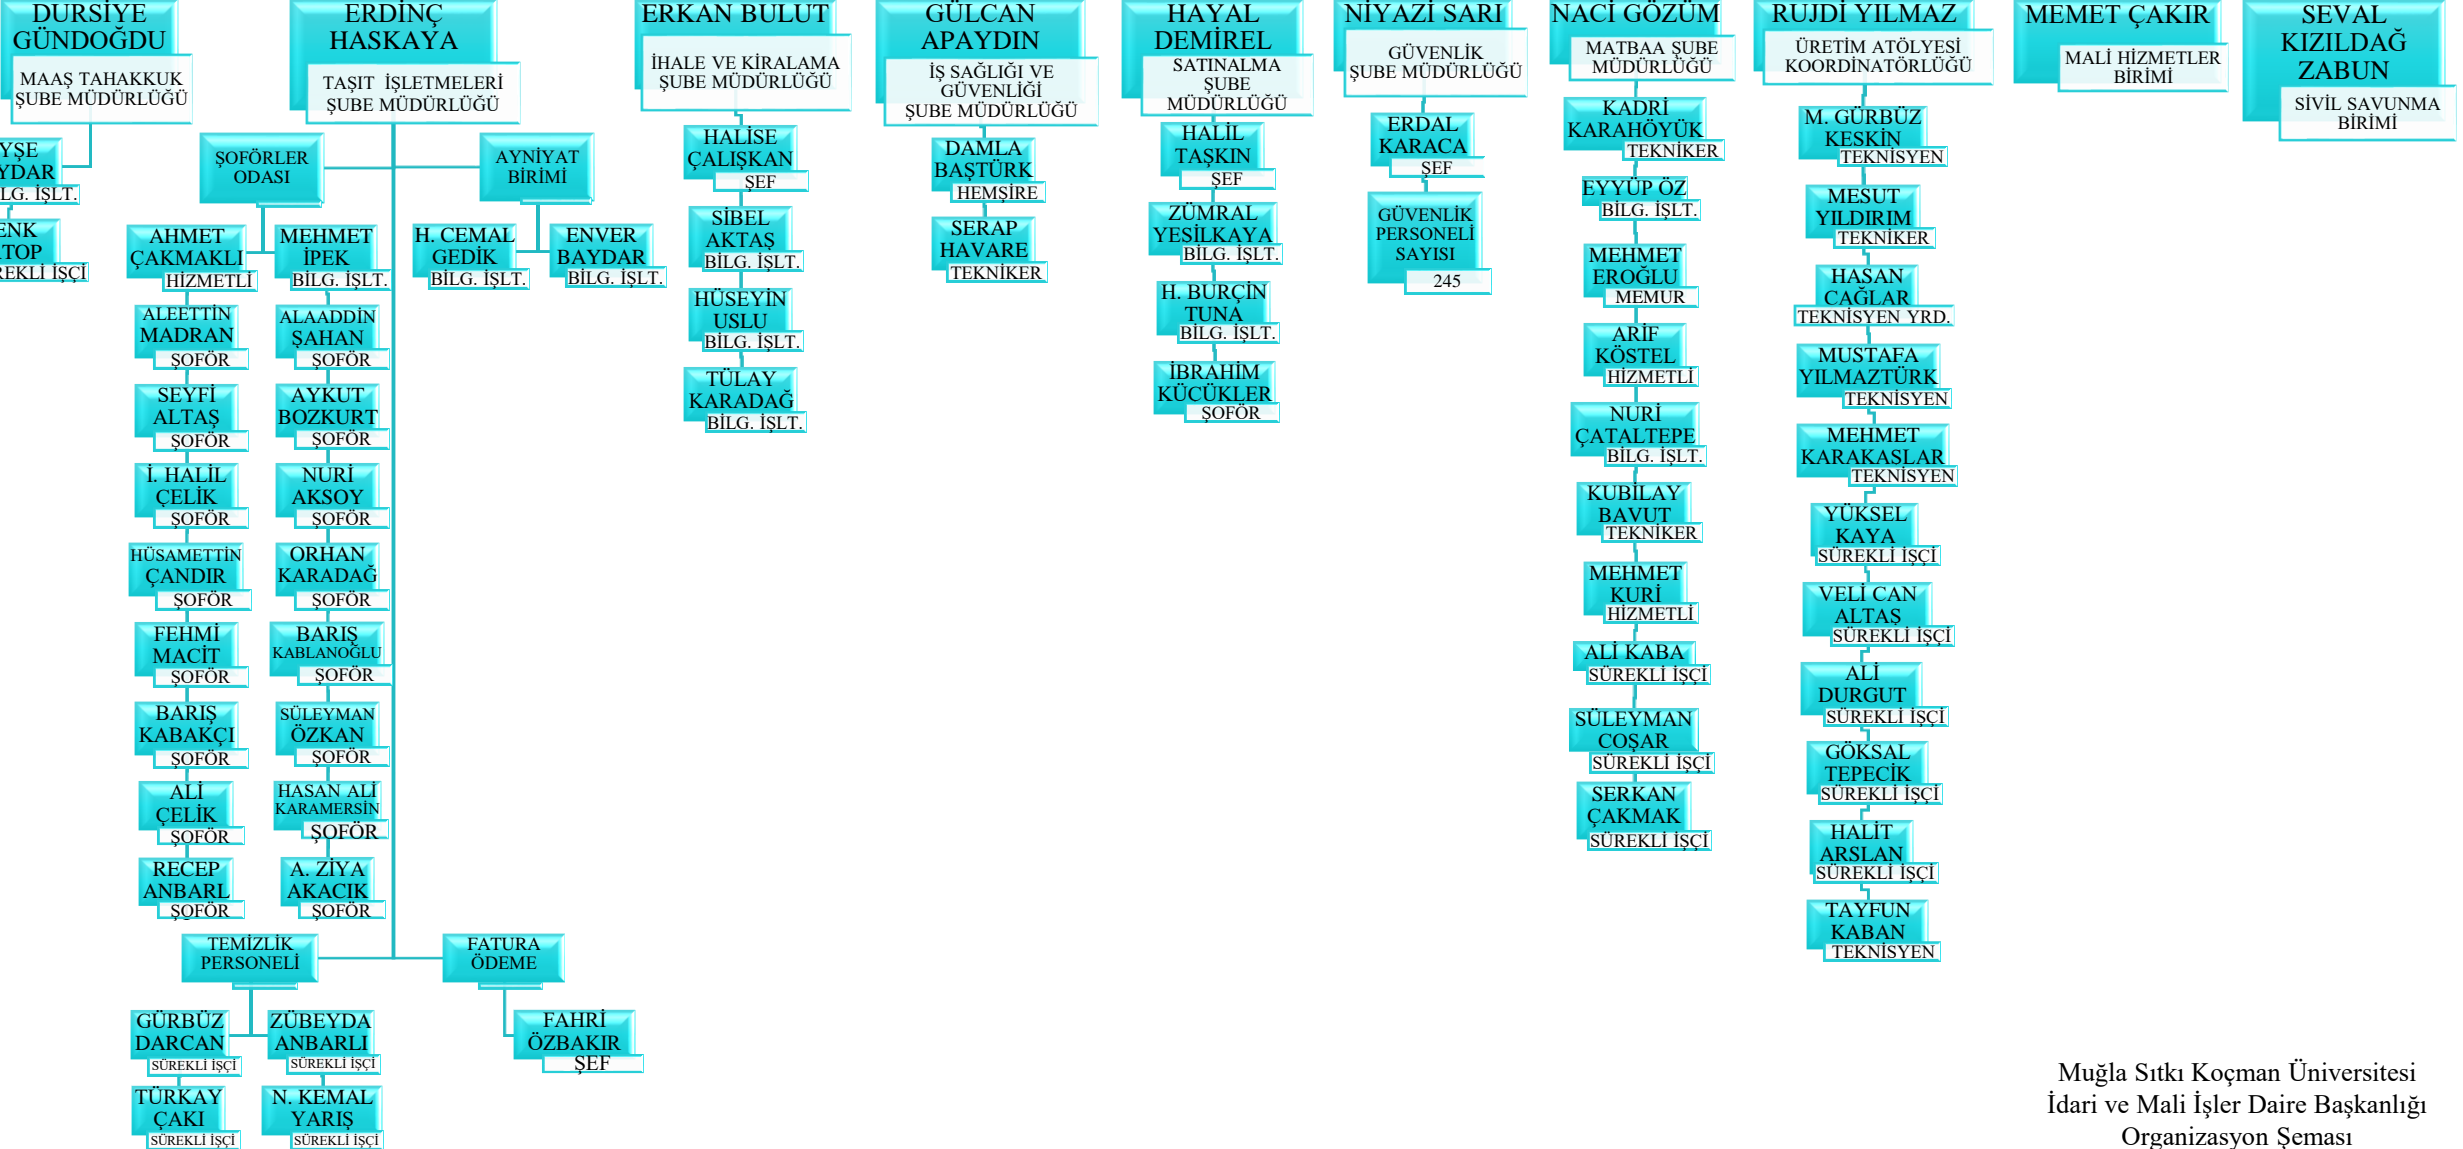 DURSİYE
GÜNDOĞDU
MAAŞ TAHAKKUK
ŞUBE MÜDÜRLÜĞÜ
YŞE
YDAR
LG. İŞLT.
ENK
TOP
REKLİ İŞÇİ
ERDİNÇ
HASKAYA
TAŞIT İŞLETMELERİ
ŞUBE MÜDÜRLÜĞÜ
ŞOFÖRLER
ODASI
AHMET
ÇAKMAKLI
HİZMETLİ
ALEETTİN
MADRAN
ŞOFÖR
SEYFİ
ALTAŞ
ŞOFÖR
İ. HALİL
ÇELİK
ŞOFÖR
HÜSAMETTİN
ÇANDIR
ŞOFÖR
FEHMİ
MACİT
ŞOFÖR
BARIŞ
KABAKÇI
ŞOFÖR
ALİ
ÇELİK
ŞOFÖR
RECEP
ANBARL
ŞOFÖR
MEHMET
İPEK
BİLG. İŞLT.
ALAADDİN
ŞAHAN
ŞOFÖR
AYKUT
BOZKURT
ŞOFÖR
NURİ
AKSOY
ŞOFÖR
ORHAN
KARADAĞ
ŞOFÖR
BARIŞ
KABLANOĞLU
ŞOFÖR
SÜLEYMAN
ÖZKAN
ŞOFÖR
HASAN ALİ
KARAMERSİN
ŞOFÖR
A. ZİYA
AKACIK
ŞOFÖR
AYNİYAT
BİRİMİ
H. CEMAL
GEDİK
BİLG. İŞLT.
ENVER
BAYDAR
BİLG. İŞLT.
TEMİZLİK
PERSONELİ
GÜRBÜZ
DARCAN
SÜREKLİ İŞÇİ
TÜRKAY
ÇAKI
SÜREKLİ İŞÇİ
ZÜBEYDA
ANBARLI
SÜREKLİ İŞÇİ
N. KEMAL
YARIŞ
SÜREKLİ İŞÇİ
FATURA
ÖDEME
FAHRİ
ÖZBAKIR
ŞEF
ERKAN BULUT
İHALE VE KİRALAMA
ŞUBE MÜDÜRLÜĞÜ
HALİSE
ÇALIŞKAN
ŞEF
SİBEL
AKTAŞ
BİLG. İŞLT.
HÜSEYİN
USLU
BİLG. İŞLT.
TÜLAY
KARADAĞ
BİLG. İŞLT.
GÜLCAN
APAYDIN
İŞ SAĞLIĞI VE
GÜVENLİĞİ
ŞUBE MÜDÜRLÜĞÜ
DAMLA
BAŞTÜRK
HEMŞİRE
SERAP
HAVARE
TEKNİKER
HAYAL
DEMİREL
SATINALMA
ŞUBE
MÜDÜRLÜĞÜ
HALİL
TAŞKIN
ŞEF
ZÜMRAL
YEŞİLKAYA
BİLG. İŞLT.
H. BURÇİN
TUNA
BİLG. İŞLT.
İBRAHİM
KÜÇÜKLER
ŞOFÖR
NİYAZİ SARI
GÜVENLİK
ŞUBE MÜDÜRLÜĞÜ
ERDAL
KARACA
ŞEF
GÜVENLİK
PERSONELİ
SAYISI
245
NACİ GÖZÜM
MATBAA ŞUBE
MÜDÜRLÜĞÜ
KADRİ
KARAHÖYÜK
TEKNİKER
EYYÜP ÖZ
BİLG. İŞLT.
MEHMET
EROĞLU
MEMUR
ARİF
KÖSTEL
HİZMETLİ
NURİ
ÇATALTEPE
BİLG. İŞLT.
KUBİLAY
BAVUT
TEKNİKER
MEHMET
KURİ
HİZMETLİ
ALİ KABA
SÜREKLİ İŞÇİ
SÜLEYMAN
COŞAR
SÜREKLİ İŞÇİ
SERKAN
ÇAKMAK
SÜREKLİ İŞÇİ
RUJDİ YILMAZ
ÜRETİM ATÖLYESİ
KOORDİNATÖRLÜĞÜ
M. GÜRBÜZ
KESKİN
TEKNİSYEN
MESUT
YILDIRIM
TEKNİKER
HASAN
ÇAĞLAR
TEKNİSYEN YRD.
MUSTAFA
YILMAZTÜRK
TEKNİSYEN
MEHMET
KARAKAŞLAR
TEKNİSYEN
YÜKSEL
KAYA
SÜREKLİ İŞÇİ
VELİ CAN
ALTAŞ
SÜREKLİ İŞÇİ
ALİ
DURGUT
SÜREKLİ İŞÇİ
GÖKSAL
TEPECİK
SÜREKLİ İŞÇİ
HALİT
ARSLAN
SÜREKLİ İŞÇİ
TAYFUN
KABAN
TEKNİSYEN
MEMET ÇAKIR
MALİ HİZMETLER
BİRİMİ
SEVAL
KIZILDAĞ
ZABUN
SİVİL SAVUNMA
BİRİMİ
Muğla Sıtkı Koçman Üniversitesi
İdari ve Mali İşler Daire Başkanlığı
Organizasyon Şeması